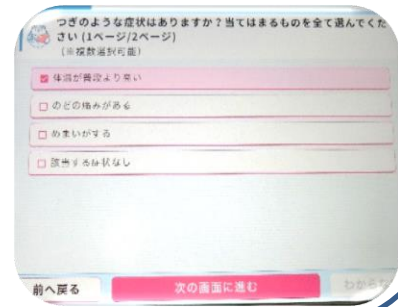 つぎのような症状はありますか？当てはまるものを全て選んでくだ
さい (1ページ/2ページ)
(※複数選択可能)
体温が普段より高い
のどの痛みがある
めまいがする
該当する症状なし
前へ戻る
次の画面に進む
わからな